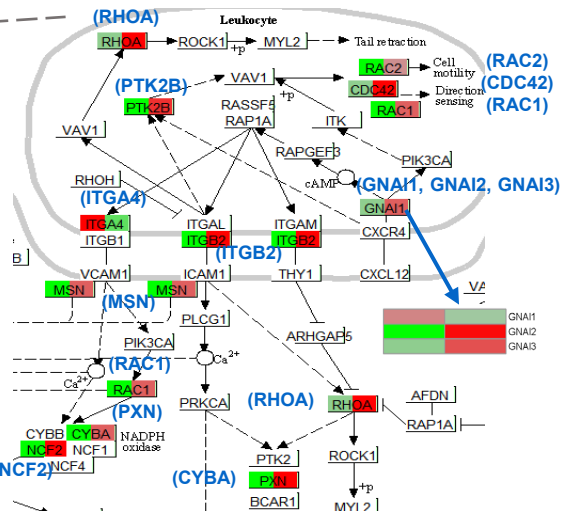 (RHOA)
Leukocyte
RHOA
ROCK1
+p
MYL2
Tail retraction
(RAC2)
(CDC42)
(RAC1)
RAC2
Cell
motility
(PTK2B)
VAV1
CDC42
Direction
sensing
PTK2B
RASSF5
+p
RAP1A
RAC1
ITK
VAV1
RAPGEF3
PIK3CA
RHOH
cAMP
(GNAI1, GNAI2, GNAI3)
(ITGA4)
GNAI1
ITGA4
ITGB1
ITGAL
ITGB2
ITGAM
ITGB2
CXCR4
(ITGB2)
B
VCAM1
ICAM1
THY1
CXCL12
MSN
MSN
(MSN)
VA
GNAI1
GNAI2
GNAI3
PLCG1
PIK3CA
ARHGAP5
Ca2+
(RAC1)
Ca2+
RAC1
(PXN)
PRKCA
(RHOA)
RHOA
AFDN
RAP1A
CYBB
CYBA
NADPH
oxidase
NCF2
NCF1
NCF4
NCF2)
(CYBA)
PTK2
PXN
BCAR1
ROCK1
+p
MYL2